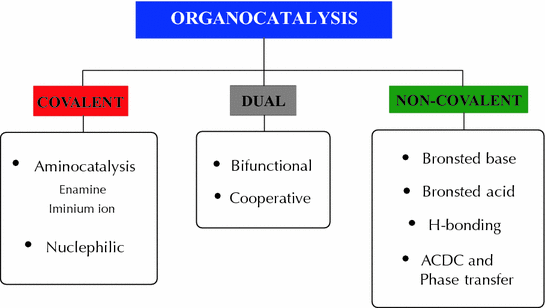 ORGANOCATALYSIS
COVALENT
DUAL
NON-COVALENT
• Aminocatalysis
Enamine
Iminium ion
• Nuclephilic
• Bifunctional
• Cooperative
• Bronsted base
• Bronsted acid
• H-bonding
• ACDC and
Phase transfer